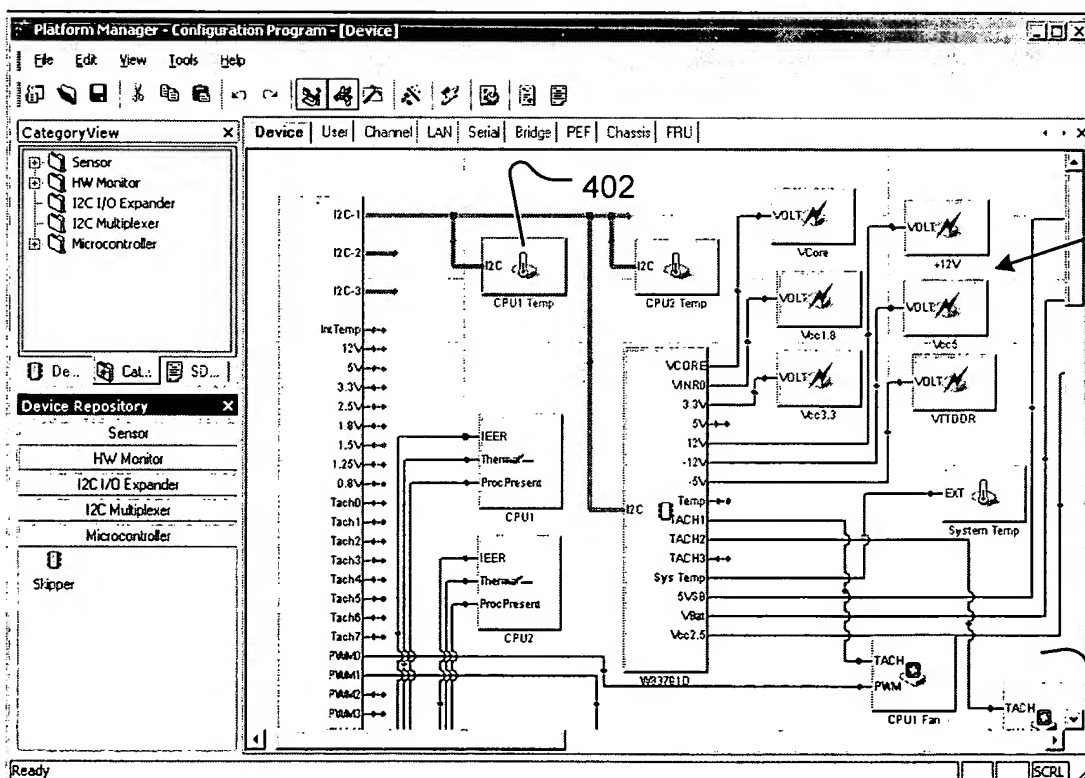 Platform Manager - Configuration Program - [Device]
File Edit View Tools Help
CategoryView X
Sensor
HW Monitor
I2C I/O Expander
I2C Multiplexer
Microcontroller
De... Cat... SD...
Device Repository X
Sensor
HW Monitor
I2C I/O Expander
I2C Multiplexer
Microcontroller
Skipper
Device User Channel LAN Serial Bridge PEF Chassis FRU
402
I2C-1
I2C-2
I2C-3
IntTemp
12V
5V
3.3V
2.5V
1.8V
1.5V
1.25V
0.8V
Tach0
Tach1
Tach2
Tach3
Tach4
Tach5
Tach6
Tach7
PWM0
PWM1
PWM2
PWM3
I2C
CPU1 Temp
I2C
CPU2 Temp
VOLT
VCore
VOLT
+12V
VOLT
Vcc1.8
VOLT
Vcc5
VOLT
Vcc3.3
VOLT
VTTDDR
IEER
Thermal
ProcPresent
CPU1
IEER
Thermal
ProcPresent
CPU2
I2C
VCORE
VINR0
3.3V
5V
12V
-12V
-5V
Temp
TACH1
TACH2
TACH3
Sys Temp
5VSB
VBat
Vcc2.5
EXT
System Temp
TACH
PWM
CPU1 Fan
TACH
Ready
SCRL